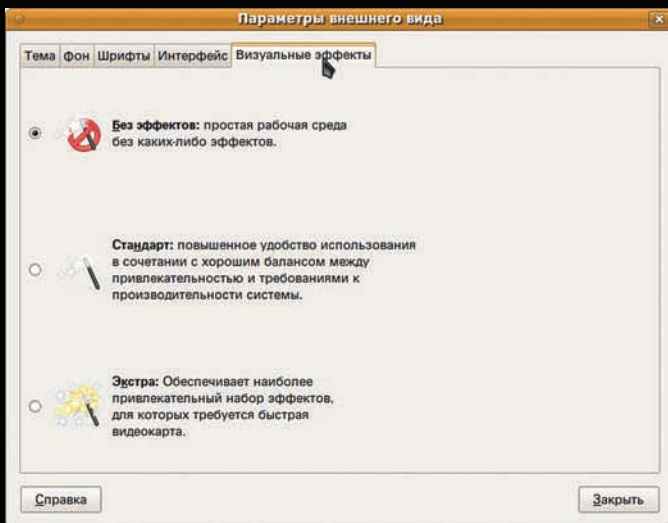 Параметры внешнего вида
Тема Фон Шрифты Интерфейс Визуальные эффекты
Без эффектов: простая рабочая среда
без каких-либо эффектов.
Стандарт: повышенное удобство использования
в сочетании с хорошим балансом между
привлекательностью и требованиями к
производительности системы.
Экстра: Обеспечивает наиболее
привлекательный набор эффектов,
для которых требуется быстрая
видеокарта.
Справка Закрыть